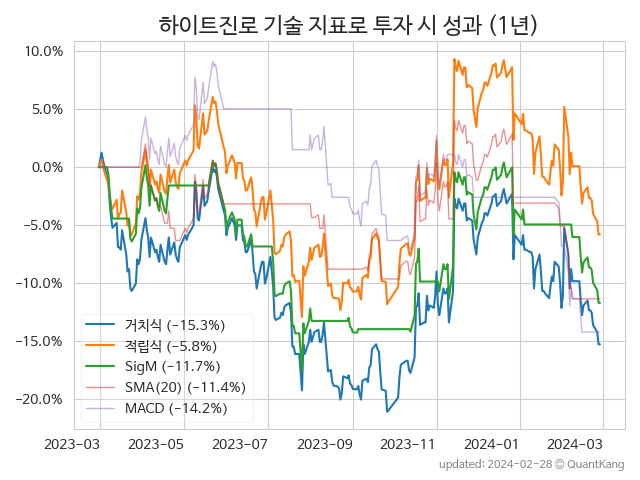 하이트진로 기술 지표로 투자 시 성과 (1년)
10.0%
5.0%
0.0%
−5.0%
−10.0%
−15.0%
−20.0%
거치식 (−15.3%)
적립식 (−5.8%)
SigM (−11.7%)
SMA(20) (−11.4%)
MACD (−14.2%)
2023-03 2023-05 2023-07 2023-09 2023-11 2024-01 2024-03
updated: 2024-02-28 ⓒ QuantKang